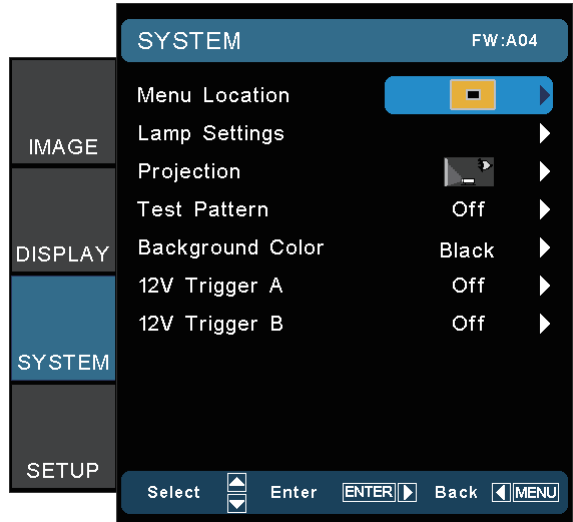 SYSTEM FW:A04
Menu Location
Lamp Settings
Projection
Test Pattern Off
Background Color Black
12V Trigger A Off
12V Trigger B Off
IMAGE
DISPLAY
SYSTEM
SETUP
Select Enter ENTER Back MENU